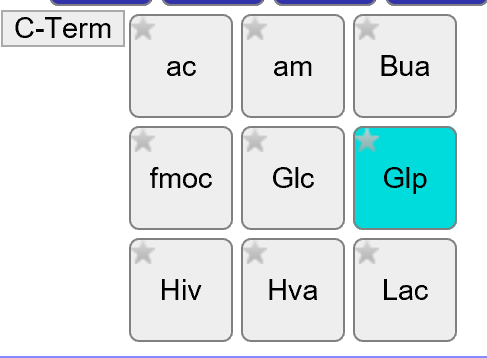 C-Term
ac am Bua
fmoc Glc Glp
Hiv Hva Lac